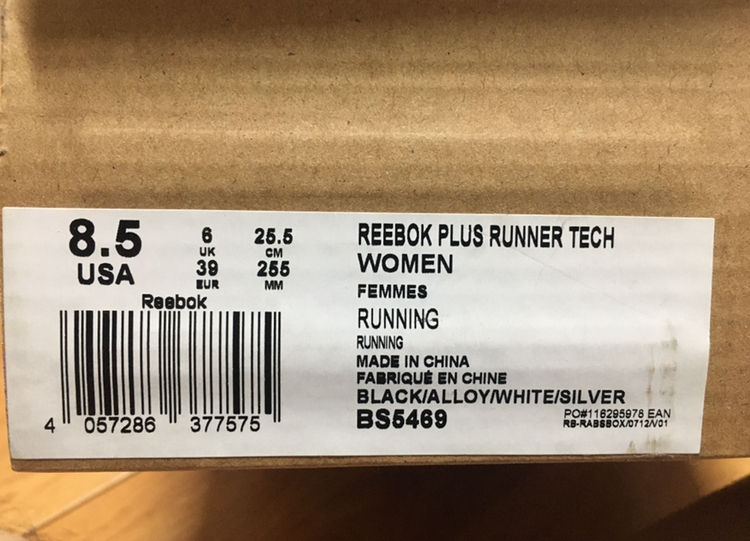 8.5
USA
6
UK
39
EUR
25.5
CM
255
MM
Reebok
4 057286 377575
REEBOK PLUS RUNNER TECH
WOMEN
FEMMES
RUNNING
RUNNING
MADE IN CHINA
FABRIQUÉ EN CHINE
BLACK/ALLOY/WHITE/SILVER
BS5469
PO#116295978 EAN
RB-RABSBOX/0712/V01